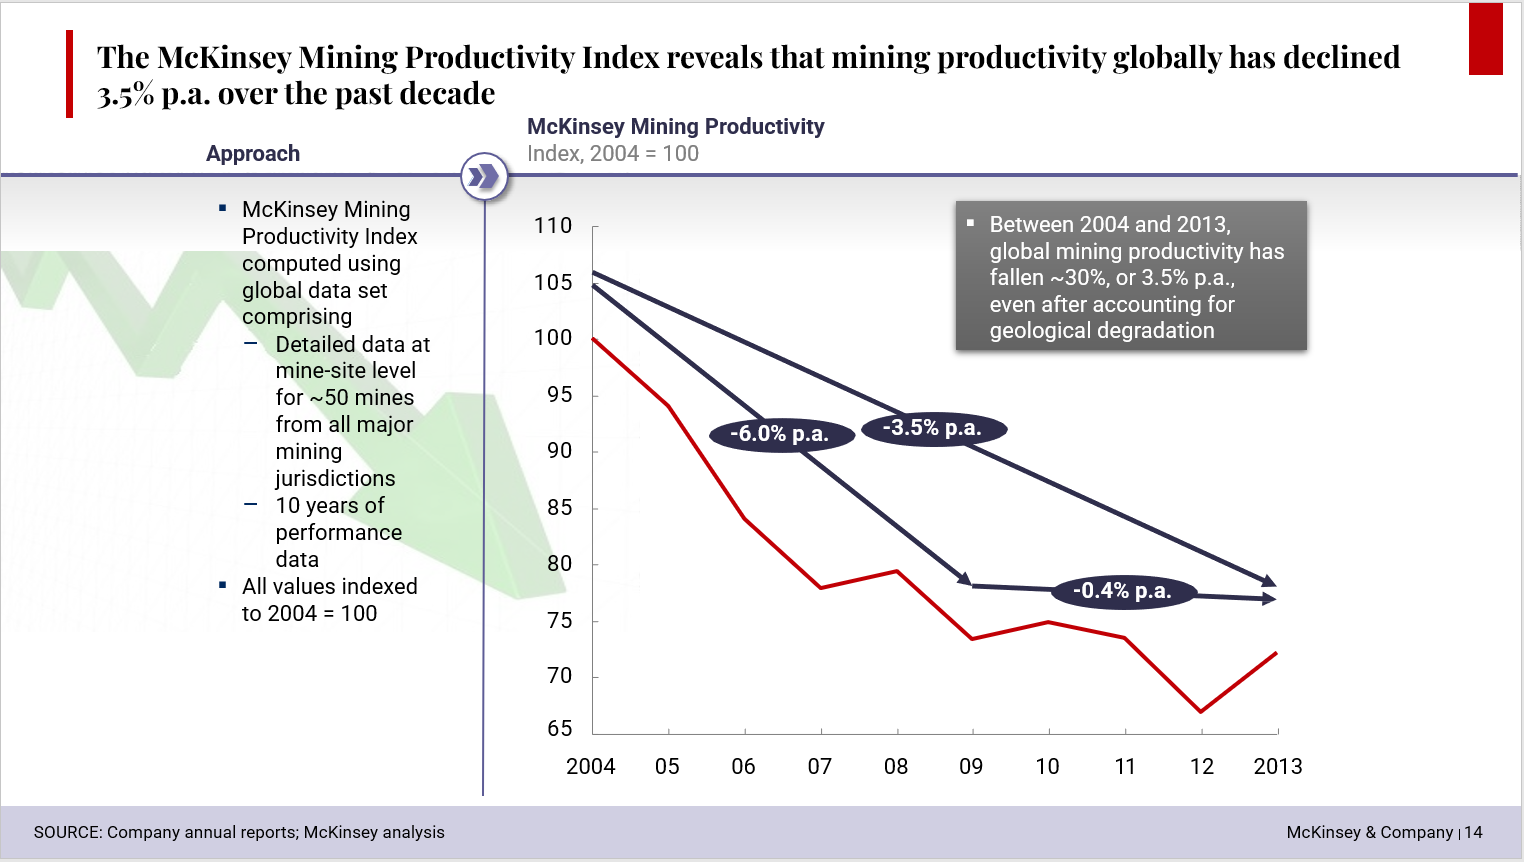 The McKinsey Mining Productivity Index reveals that mining productivity globally has declined
3.5% p.a. over the past decade
Approach
McKinsey Mining Productivity
Index, 2004 = 100
▪ McKinsey Mining
Productivity Index
computed using
global data set
comprising
– Detailed data at
mine-site level
for ~50 mines
from all major
mining
jurisdictions
– 10 years of
performance
data
▪ All values indexed
to 2004 = 100
▪ Between 2004 and 2013,
global mining productivity has
fallen ~30%, or 3.5% p.a.,
even after accounting for
geological degradation
110
105
100
95
90
85
80
75
70
65
-6.0% p.a.
-3.5% p.a.
-0.4% p.a.
2004 05 06 07 08 09 10 11 12 2013
SOURCE: Company annual reports; McKinsey analysis
McKinsey & Company | 14